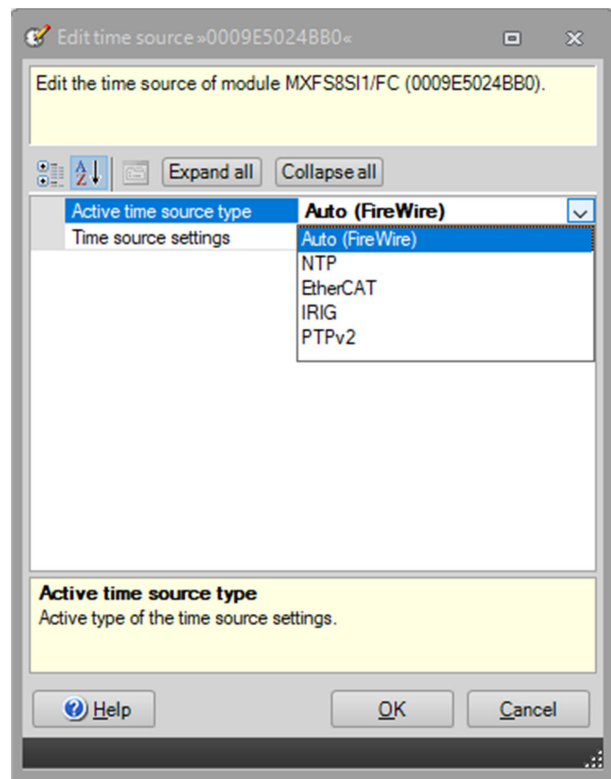 Edit time source »0009E5024BB0«
Edit the time source of module MXFS8SI1/FC (0009E5024BB0).
Expand all Collapse all
Active time source type Auto (FireWire)
Time source settings Auto (FireWire)
NTP
EtherCAT
IRIG
PTPv2
Active time source type
Active type of the time source settings.
Help OK Cancel